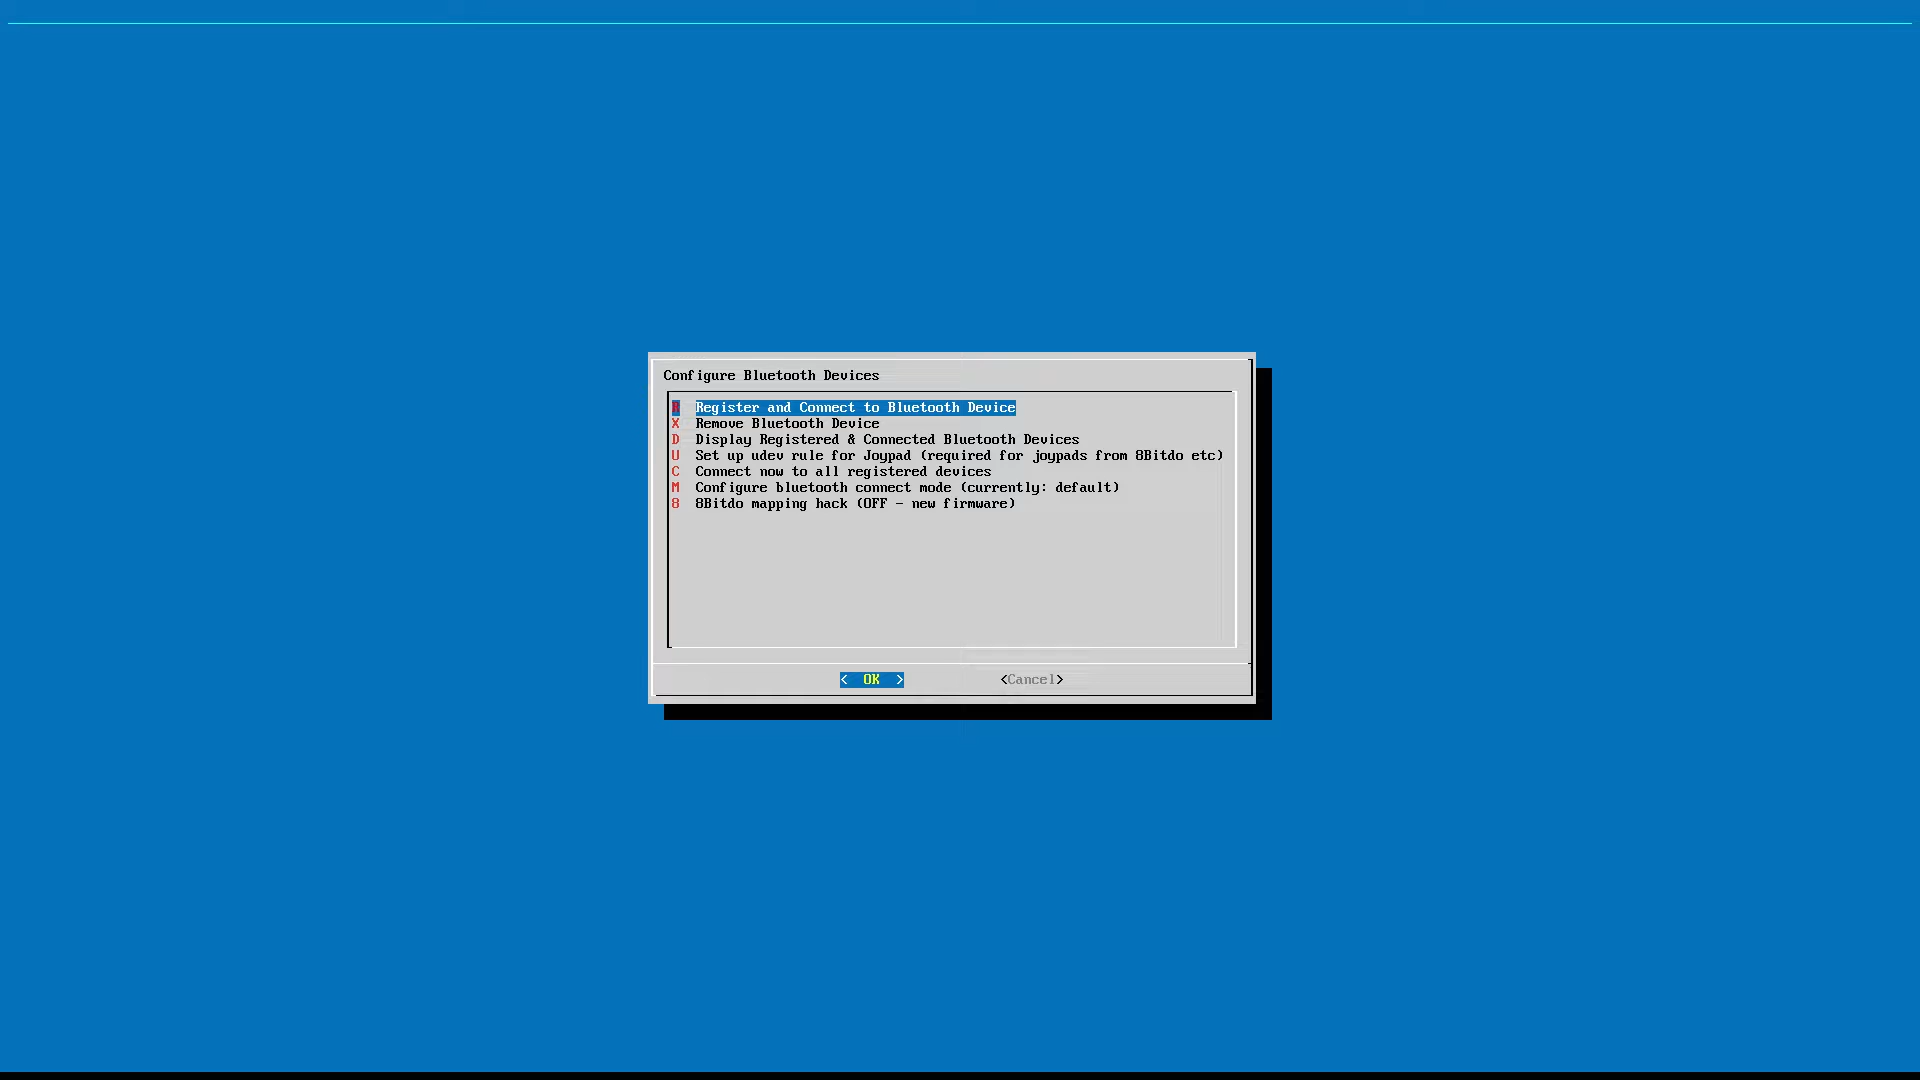 Configure Bluetooth Devices
R Register and Connect to Bluetooth Device
X Remove Bluetooth Device
D Display Registered & Connected Bluetooth Devices
U Set up udev rule for Joypad (required for joypads from 8Bitdo etc)
C Connect now to all registered devices
M Configure bluetooth connect mode (currently: default)
8 8Bitdo mapping hack (OFF - new firmware)
< OK > <Cancel>